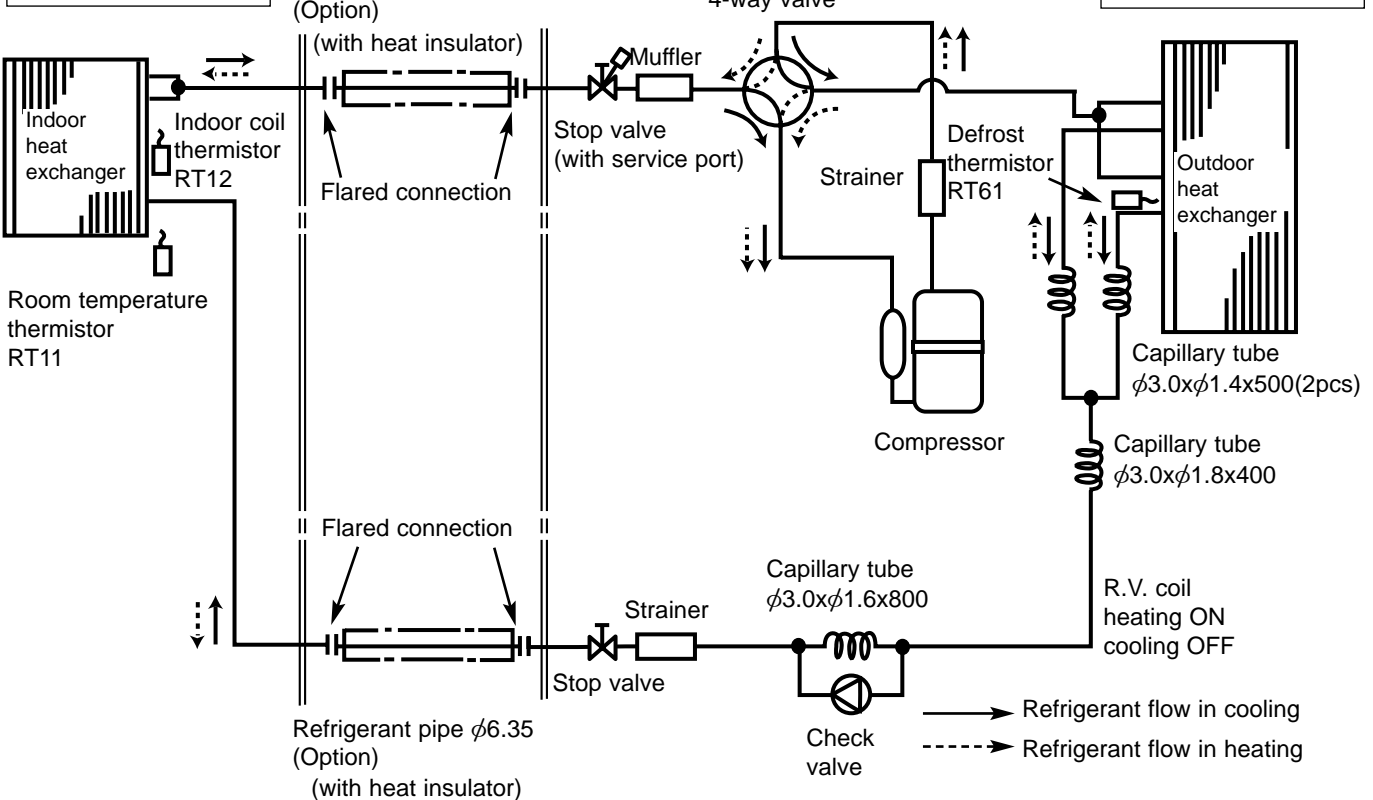 (Option)
4-way valve
(with heat insulator)
Muffler
Indoor
heat
exchanger
Indoor coil
thermistor
RT12
Stop valve
(with service port)
Flared connection
Strainer
Defrost
thermistor
RT61
Outdoor
heat
exchanger
Room temperature
thermistor
RT11
Capillary tube
ϕ3.0xϕ1.4x500(2pcs)
Compressor
Capillary tube
ϕ3.0xϕ1.8x400
Flared connection
Capillary tube
ϕ3.0xϕ1.6x800
R.V. coil
heating ON
cooling OFF
Strainer
Stop valve
Refrigerant pipe ϕ6.35
(Option)
(with heat insulator)
Check
valve
Refrigerant flow in cooling
Refrigerant flow in heating